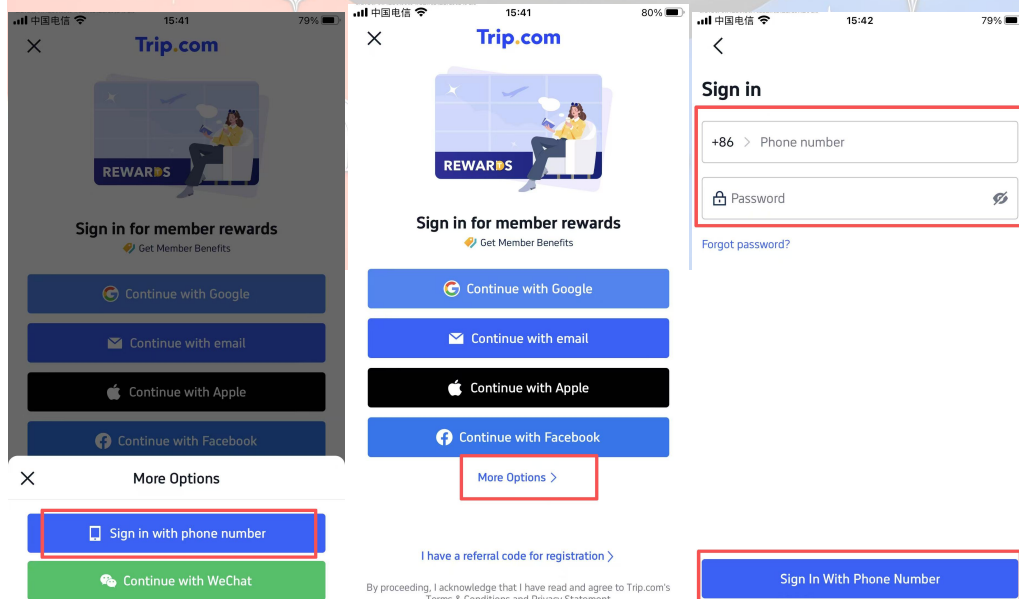 中国电信
15:41
79%
Trip.com
REWARDS
Sign in for member rewards
Get Member Benefits
Continue with Google
Continue with email
Continue with Apple
Continue with Facebook
More Options
Sign in with phone number
Continue with WeChat
中国电信
15:41
80%
Trip.com
REWARDS
Sign in for member rewards
Get Member Benefits
Continue with Google
Continue with email
Continue with Apple
Continue with Facebook
More Options >
I have a referral code for registration >
By proceeding, I acknowledge that I have read and agree to Trip.com's
Terms & Conditions and Privacy Statement
中国电信
15:42
79%
Sign in
+86 > Phone number
Password
Forgot password?
Sign In With Phone Number